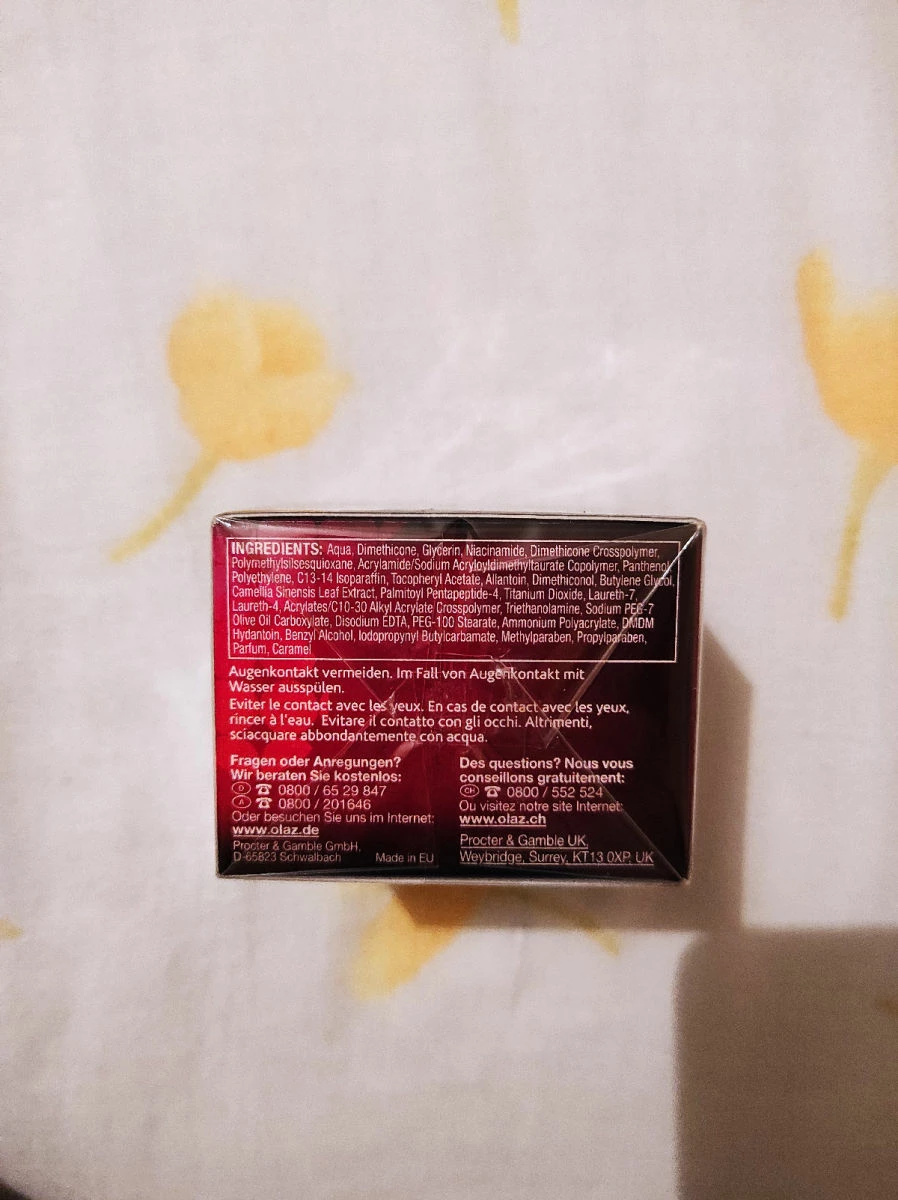 INGREDIENTS: Aqua, Dimethicone, Glycerin, Niacinamide, Dimethicone Crosspolymer,
Polymethylsilsesquioxane, Acrylamide/Sodium Acryloyldimethyltaurate Copolymer, Panthenol,
Polyethylene, C13-14 Isoparaffin, Tocopheryl Acetate, Allantoin, Dimethiconol, Butylene Glycol,
Camellia Sinensis Leaf Extract, Palmitoyl Pentapeptide-4, Titanium Dioxide, Laureth-7,
Laureth-4, Acrylates/C10-30 Alkyl Acrylate Crosspolymer, Triethanolamine, Sodium PEG-7
Olive Oil Carboxylate, Disodium EDTA, PEG-100 Stearate, Ammonium Polyacrylate, DMDM
Hydantoin, Benzyl Alcohol, Iodopropynyl Butylcarbamate, Methylparaben, Propylparaben,
Parfum, Caramel
Augenkontakt vermeiden. Im Fall von Augenkontakt mit
Wasser ausspülen.
Eviter le contact avec les yeux. En cas de contact avec les yeux,
rincer à l'eau. Evitare il contatto con gli occhi. Altrimenti,
sciacquare abbondantemente con acqua.
Fragen oder Anregungen?
Wir beraten Sie kostenlos:
D ☎ 0800 / 65 29 847
A ☎ 0800 / 201646
Oder besuchen Sie uns im Internet:
www.olaz.de
Procter & Gamble GmbH,
D-65823 Schwalbach Made in EU
Des questions? Nous vous
conseillons gratuitement:
CH ☎ 0800 / 552 524
Ou visitez notre site Internet:
www.olaz.ch
Procter & Gamble UK,
Weybridge, Surrey, KT13 0XP, UK